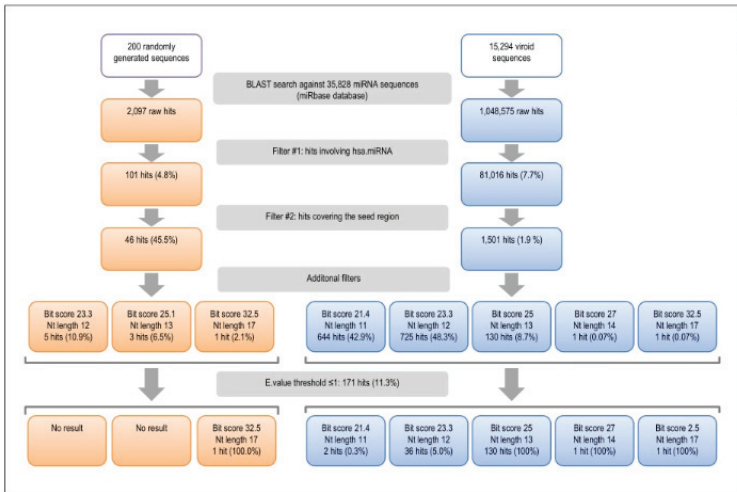 200 randomly
generated sequences
15,294 viroid
sequences
BLAST search against 35,828 miRNA sequences
(miRbase database)
2,097 raw hits
1,048,575 raw hits
Filter #1: hits involving hsa.miRNA
101 hits (4.8%)
81,016 hits (7.7%)
Filter #2: hits covering the seed region
46 hits (45.5%)
1,501 hits (1.9 %)
Additonal filters
Bit score 23.3
Nt length 12
5 hits (10.9%)
Bit score 25.1
Nt length 13
3 hits (6.5%)
Bit score 32.5
Nt length 17
1 hit (2.1%)
Bit score 21.4
Nt length 11
644 hits (42.9%)
Bit score 23.3
Nt length 12
725 hits (48.3%)
Bit score 25
Nt length 13
130 hits (8.7%)
Bit score 27
Nt length 14
1 hit (0.07%)
Bit score 32.5
Nt length 17
1 hit (0.07%)
E.value threshold ≤1: 171 hits (11.3%)
No result
No result
Bit score 32.5
Nt length 17
1 hit (100.0%)
Bit score 21.4
Nt length 11
2 hits (0.3%)
Bit score 23.3
Nt length 12
36 hits (5.0%)
Bit score 25
Nt length 13
130 hits (100%)
Bit score 27
Nt length 14
1 hit (100%)
Bit score 2.5
Nt length 17
1 hit (100%)